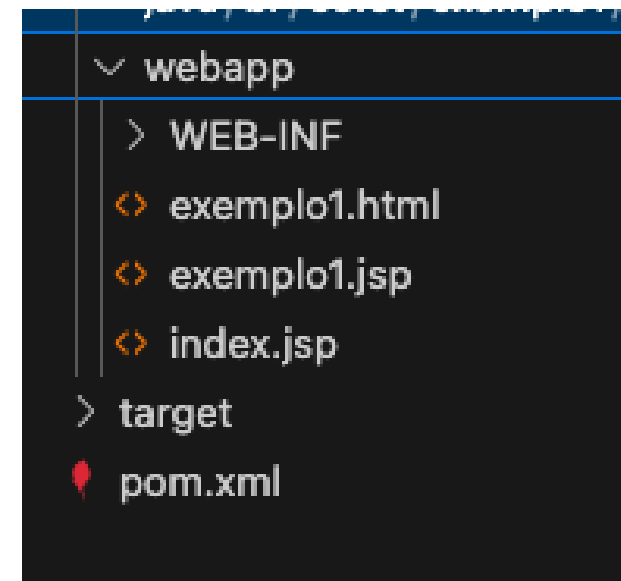 webapp
WEB-INF
exemplo1.html
exemplo1.jsp
index.jsp
target
pom.xml